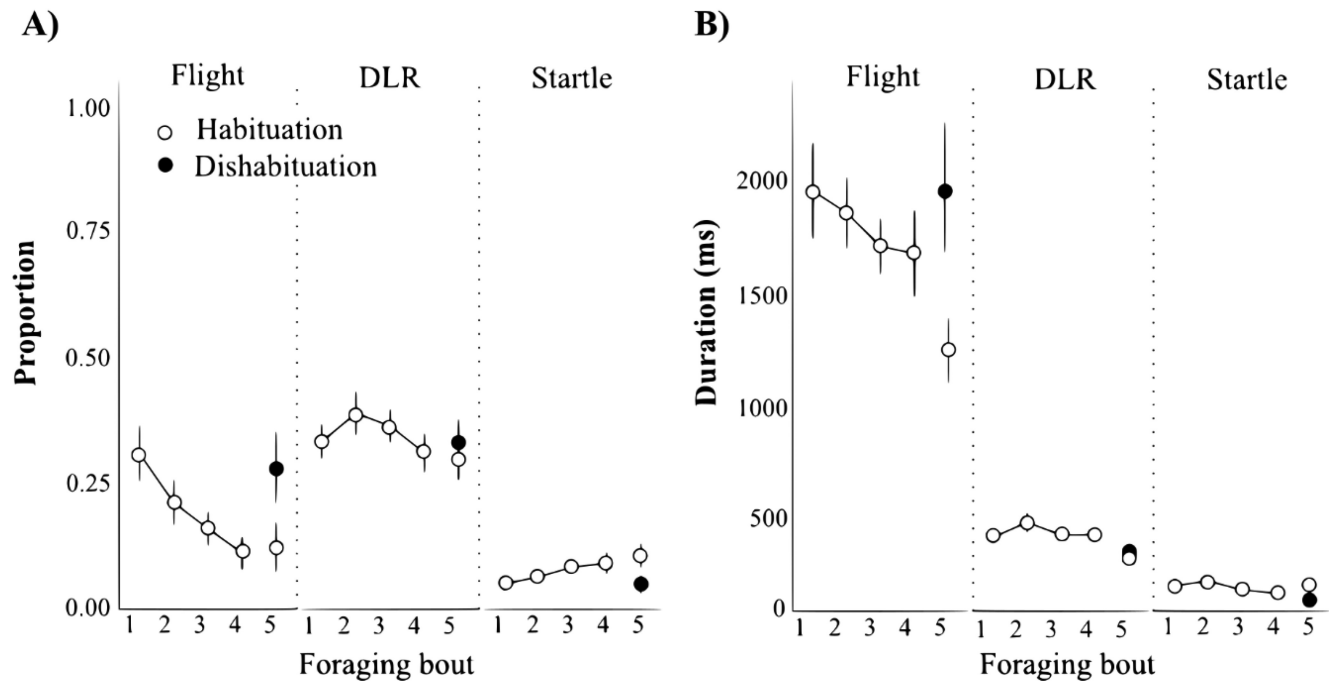 A)
Flight DLR Startle
1.00
Habituation
Dishabituation
0.75
0.50
0.25
0.00
Proportion
1 2 3 4 5 1 2 3 4 5 1 2 3 4 5
Foraging bout
B)
Flight DLR Startle
2000
1500
1000
500
0
Duration (ms)
1 2 3 4 5 1 2 3 4 5 1 2 3 4 5
Foraging bout